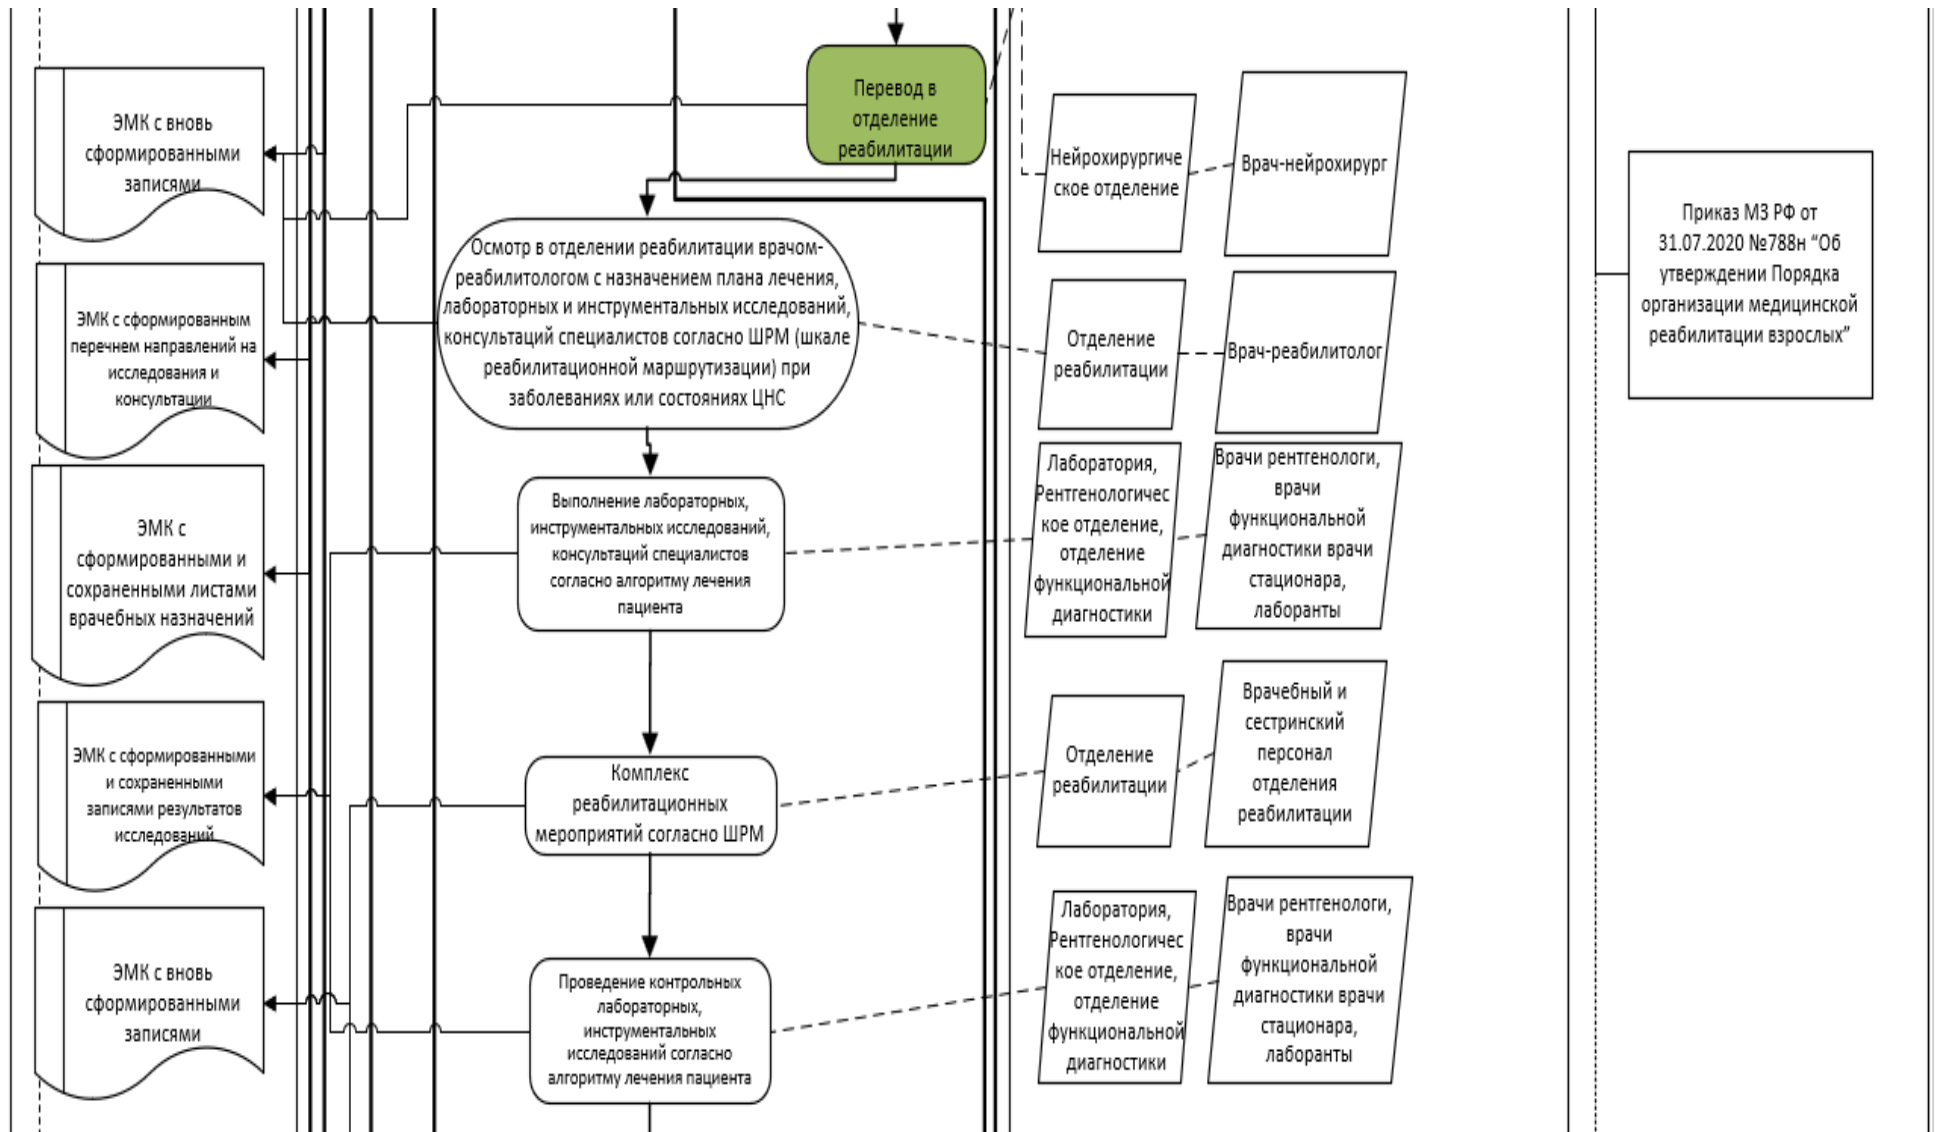 ЭМК с вновь
сформированными
записями
ЭМК с сформированным
перечнем направлений на
исследования и
консультации
ЭМК с
сформированными и
сохраненными листами
врачебных назначений
ЭМК с сформированными
и сохраненными
записями результатов
исследований
ЭМК с вновь
сформированными
записями
Перевод в
отделение
реабилитации
Осмотр в отделении реабилитации врачом-
реабилитологом с назначением плана лечения,
лабораторных и инструментальных исследований,
консультаций специалистов согласно ШРМ (шкале
реабилитационной маршрутизации) при
заболеваниях или состояниях ЦНС
Выполнение лабораторных,
инструментальных исследований,
консультаций специалистов
согласно алгоритму лечения
пациента
Комплекс
реабилитационных
мероприятий согласно ШРМ
Проведение контрольных
лабораторных,
инструментальных
исследований согласно
алгоритму лечения пациента
Нейрохирургиче
ское отделение
Врач-нейрохирург
Отделение
реабилитации
Врач-реабилитолог
Лаборатория,
Рентгенологичес
кое отделение,
отделение
функциональной
диагностики
Врачи рентгенологи,
врачи
функциональной
диагностики врачи
стационара,
лаборанты
Отделение
реабилитации
Врачебный и
сестринский
персонал
отделения
реабилитации
Лаборатория,
Рентгенологичес
кое отделение,
отделение
функциональной
диагностики
Врачи рентгенологи,
врачи
функциональной
диагностики врачи
стационара,
лаборанты
Приказ МЗ РФ от
31.07.2020 №788н “Об
утверждении Порядка
организации медицинской
реабилитации взрослых”